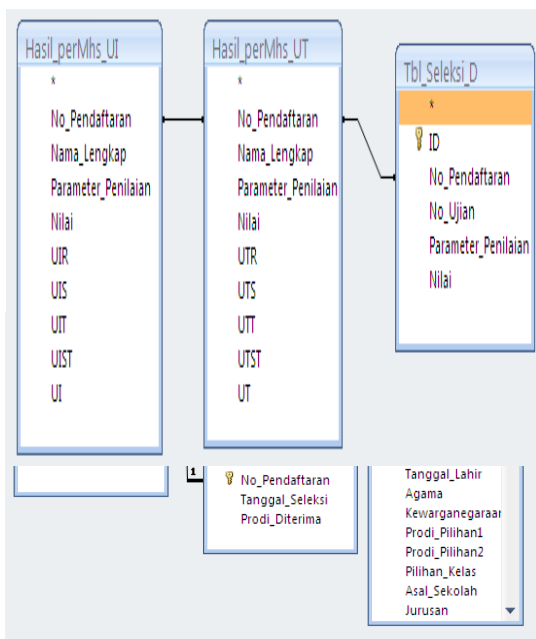 Hasil_perMhs_UI
*
No_Pendaftaran
Nama_Lengkap
Parameter_Penilaian
Nilai
UIR
UIS
UIT
UIST
UI
Hasil_perMhs_UT
*
No_Pendaftaran
Nama_Lengkap
Parameter_Penilaian
Nilai
UTR
UTS
UTT
UTST
UT
Tbl_Seleksi_D
*
ID
No_Pendaftaran
No_Ujian
Parameter_Penilaian
Nilai
1
No_Pendaftaran
Tanggal_Seleksi
Prodi_Diterima
Tanggal_Lahir
Agama
Kewarganegaraar
Prodi_Pilihan1
Prodi_Pilihan2
Pilihan_Kelas
Asal_Sekolah
Jurusan